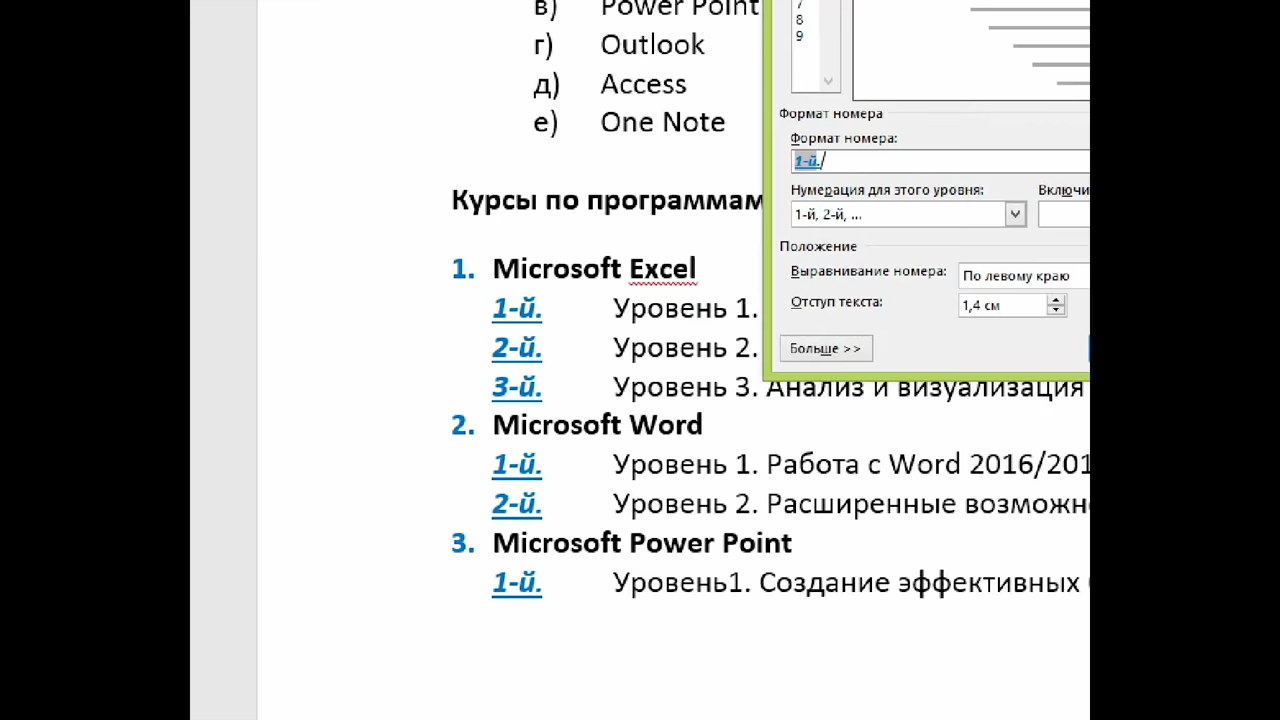 в) Power Point
г) Outlook
д) Access
е) One Note
Курсы по программам
1. Microsoft Excel
1-й. Уровень 1.
2-й. Уровень 2.
3-й. Уровень 3. Анализ и визуализация
2. Microsoft Word
1-й. Уровень 1. Работа с Word 2016/201
2-й. Уровень 2. Расширенные
3. Microsoft Power Point
1-й. Уровень1. Создание эффективных
7
8
9
Формат номера
Формат номера:
1-й./
Нумерация для этого уровня:
1-й, 2-й, ...
Положение
Выравнивание номера:
По левому краю
Отступ текста:
1,4 см
Больше >>